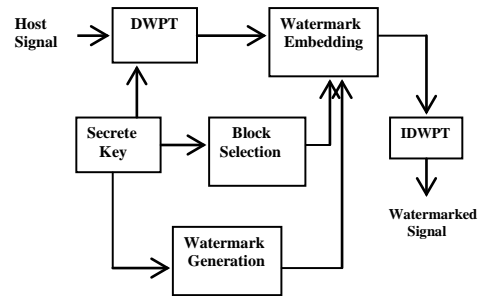 Host
Signal
DWPT
Watermark
Embedding
Secrete
Key
Block
Selection
IDWPT
Watermark
Generation
Watermarked
Signal